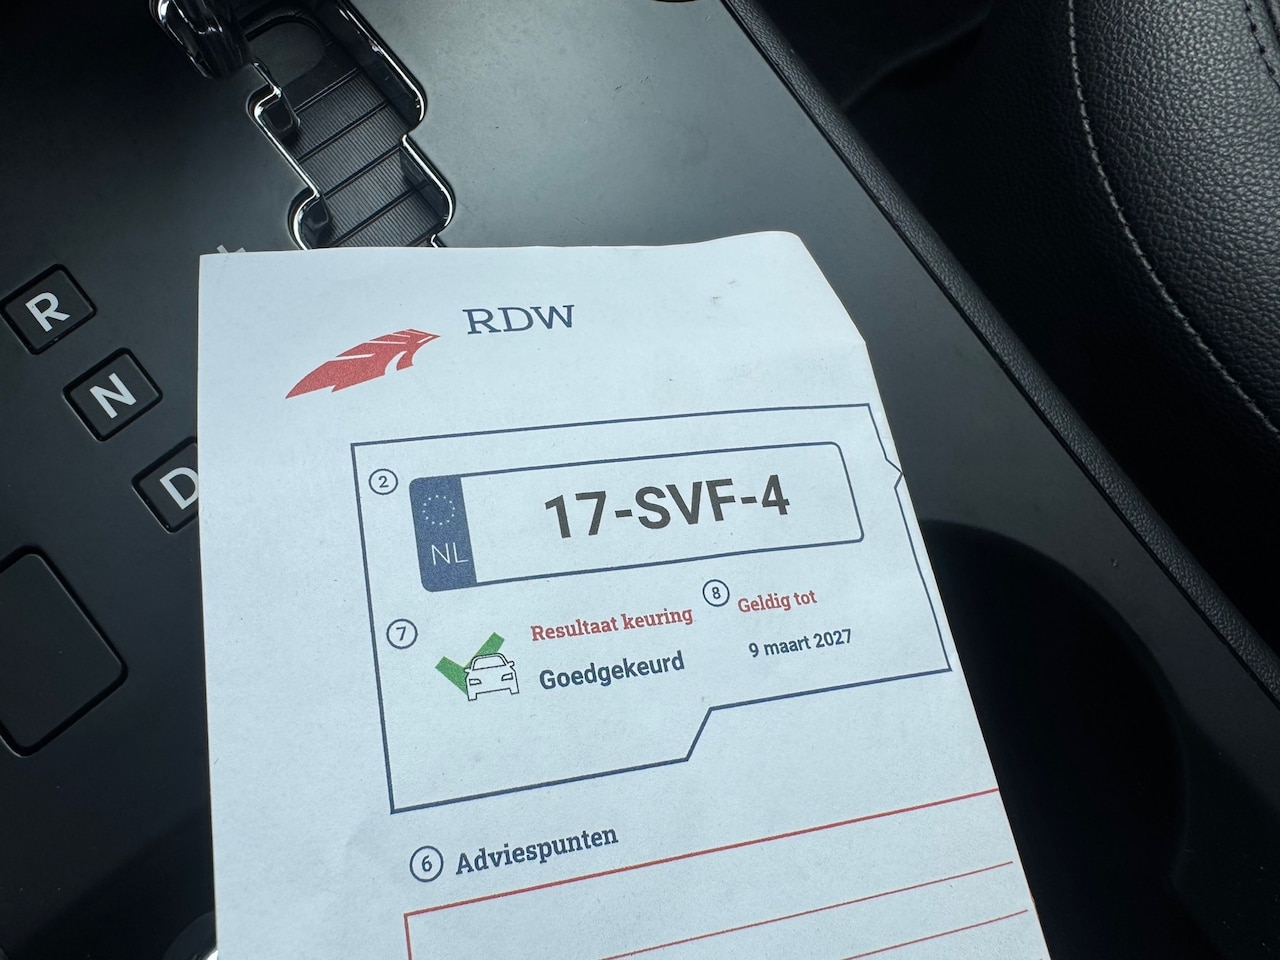 R
N
D
RDW
2
NL
17-SVF-4
7
Resultaat keuring
Goedgekeurd
8
Geldig tot
9 maart 2027
6 Adviespunten